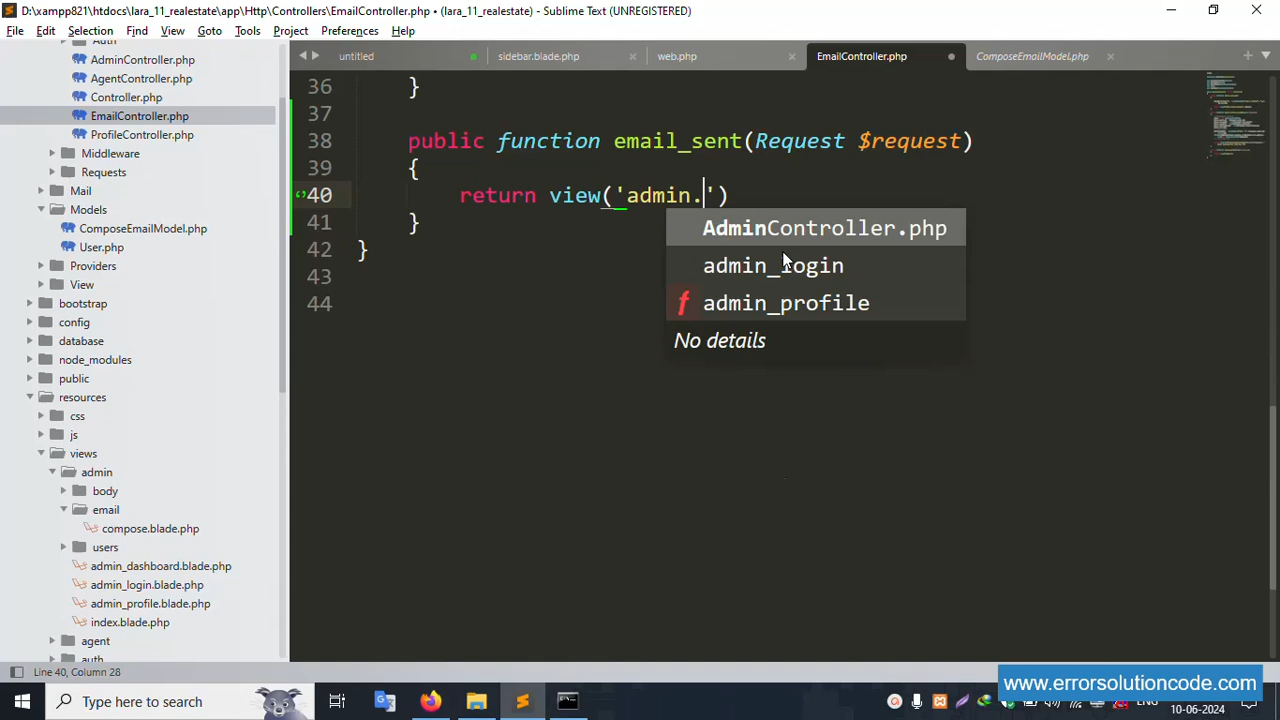 D:\xampp821\htdocs\lara_11_realestate\app\Http\Controllers\EmailController.php • (lara_11_realestate) - Sublime Text (UNREGISTERED)
File Edit Selection Find View Goto Tools Project Preferences Help
untitled sidebar.blade.php web.php EmailController.php ComposeEmailModel.php
AdminController.php
AgentController.php
Controller.php
EmailController.php
ProfileController.php
Middleware
Requests
Mail
Models
ComposeEmailModel.php
User.php
Providers
View
bootstrap
config
database
node_modules
public
resources
css
js
views
admin
body
email
compose.blade.php
users
admin_dashboard.blade.php
admin_login.blade.php
admin_profile.blade.php
index.blade.php
agent
auth
36 }
37
38 public function email_sent(Request $request)
39 {
40 return view('admin.')
41 }
42 }
43
44
AdminController.php
admin_login
f admin_profile
No details
Line 40, Column 28
www.errorsolutioncode.com
Type here to search
ENG
10-06-2024